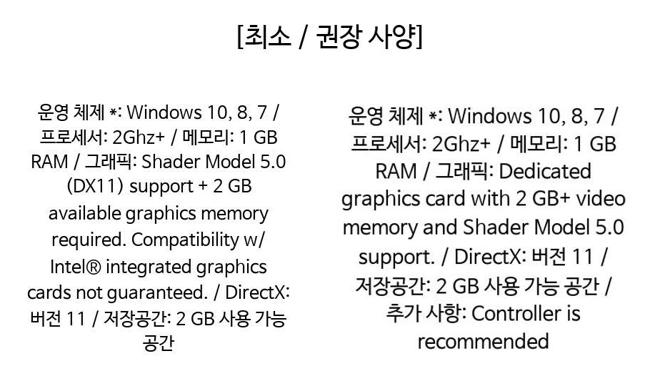 [최소 / 권장 사양]
운영 체제 *: Windows 10, 8, 7 /
프로세서: 2Ghz+ / 메모리: 1 GB
RAM / 그래픽: Shader Model 5.0
(DX11) support + 2 GB
available graphics memory
required. Compatibility w/
Intel® integrated graphics
cards not guaranteed. / DirectX:
버전 11 / 저장공간: 2 GB 사용 가능
공간
운영 체제 *: Windows 10, 8, 7 /
프로세서: 2Ghz+ / 메모리: 1 GB
RAM / 그래픽: Dedicated
graphics card with 2 GB+ video
memory and Shader Model 5.0
support. / DirectX: 버전 11 /
저장공간: 2 GB 사용 가능 공간 /
추가 사항: Controller is
recommended